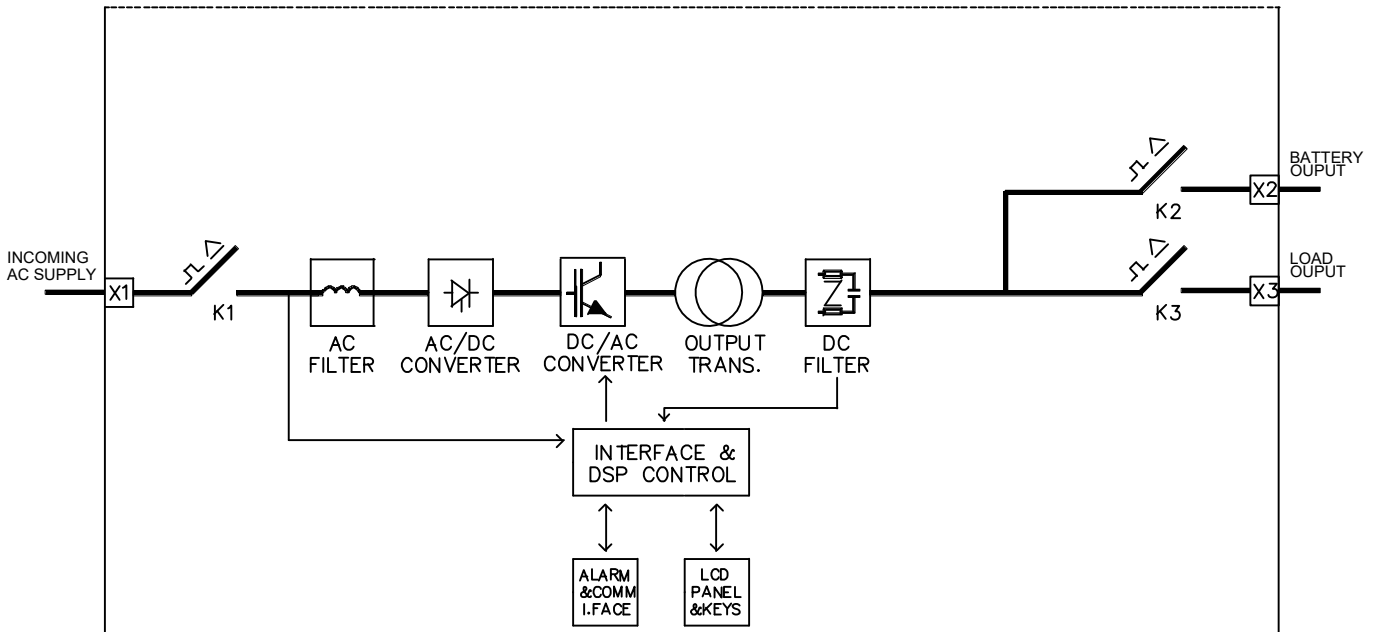 BATTERY
OUPUT
X2
K2
INCOMING
AC SUPPLY
X1
K1
LOAD
OUPUT
X3
K3
AC
FILTER
AC/DC
CONVERTER
DC/AC
CONVERTER
OUTPUT
TRANS.
DC
FILTER
INTERFACE &
DSP CONTROL
ALARM
&COMM
I.FACE
LCD
PANEL
&KEYS